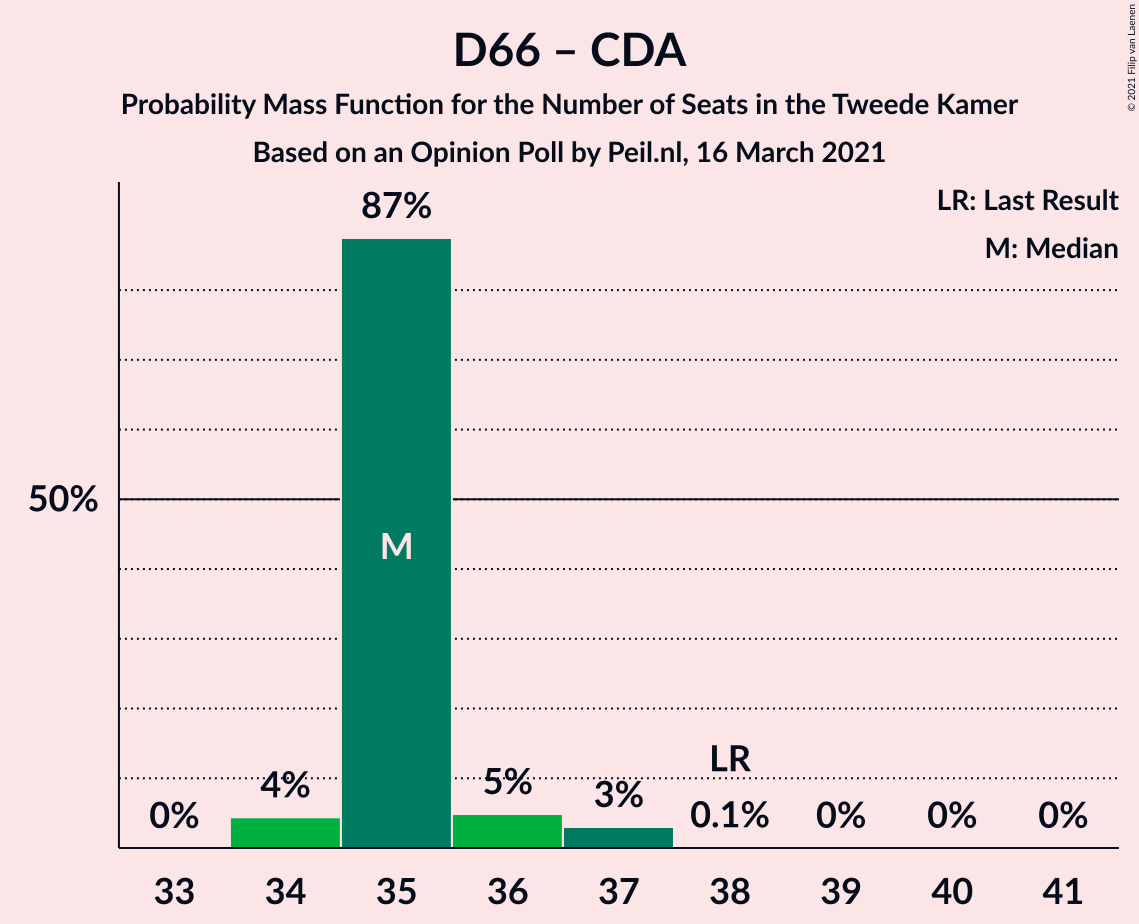 D66 – CDA
Probability Mass Function for the Number of Seats in the Tweede Kamer
Based on an Opinion Poll by Peil.nl, 16 March 2021
© 2021 Filip van Laenen
LR: Last Result
M: Median
87%
50%
M
LR
0%
4%
5%
3%
0.1%
0%
0%
0%
33
34
35
36
37
38
39
40
41